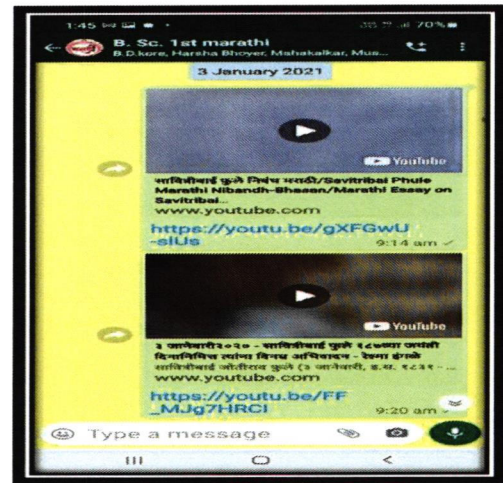 1:45
70%
B. Sc. 1st marathi
B.D.kore, Harsha Bhoyer, Mahakalkar, Mus...
3 January 2021
YouTube
सावित्रीबाई फुले निबंध मराठी/Savitribai Phule
Marathi Nibandh-Bhasan/Marathi Essay on
Savitribai...
www.youtube.com
https://youtu.be/gXFGwU
-slUs
9:14 am
YouTube
३ जानेवारी२०२० - सावित्रीबाई फुले १८७व्या जयंती
दिनानिमित्त त्यांना विनम्र अभिवादन - रेश्मा इंगळे
सावित्रीबाई जोतीराव फुले (३ जानेवारी, इ.स. १८३१ -...
www.youtube.com
https://youtu.be/FF
_MJg7HRCI
9:20 am
Type a message